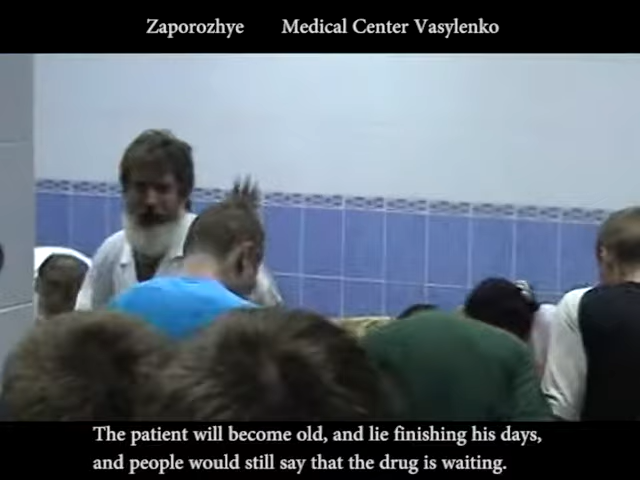 Zaporozhye Medical Center Vasylenko
The patient will become old, and lie finishing his days,
and people would still say that the drug is waiting.